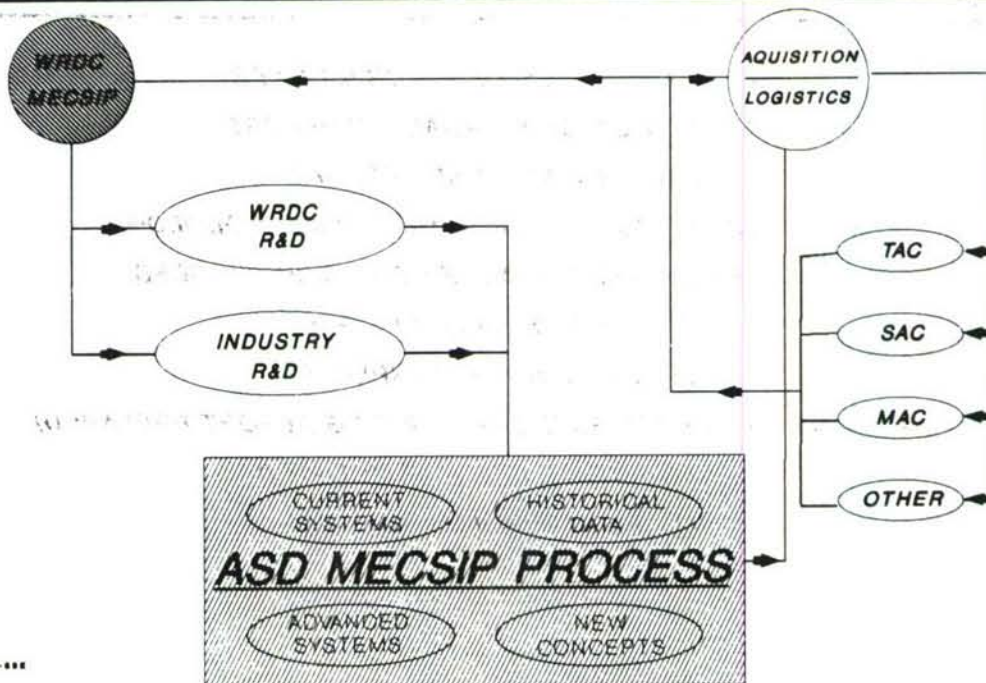 WRDC
MECSIP
AQUISITION
LOGISTICS
WRDC
R&D
INDUSTRY
R&D
TAC
SAC
MAC
OTHER
CURRENT
SYSTEMS
HISTORICAL
DATA
ASD MECSIP PROCESS
ADVANCED
SYSTEMS
NEW
CONCEPTS